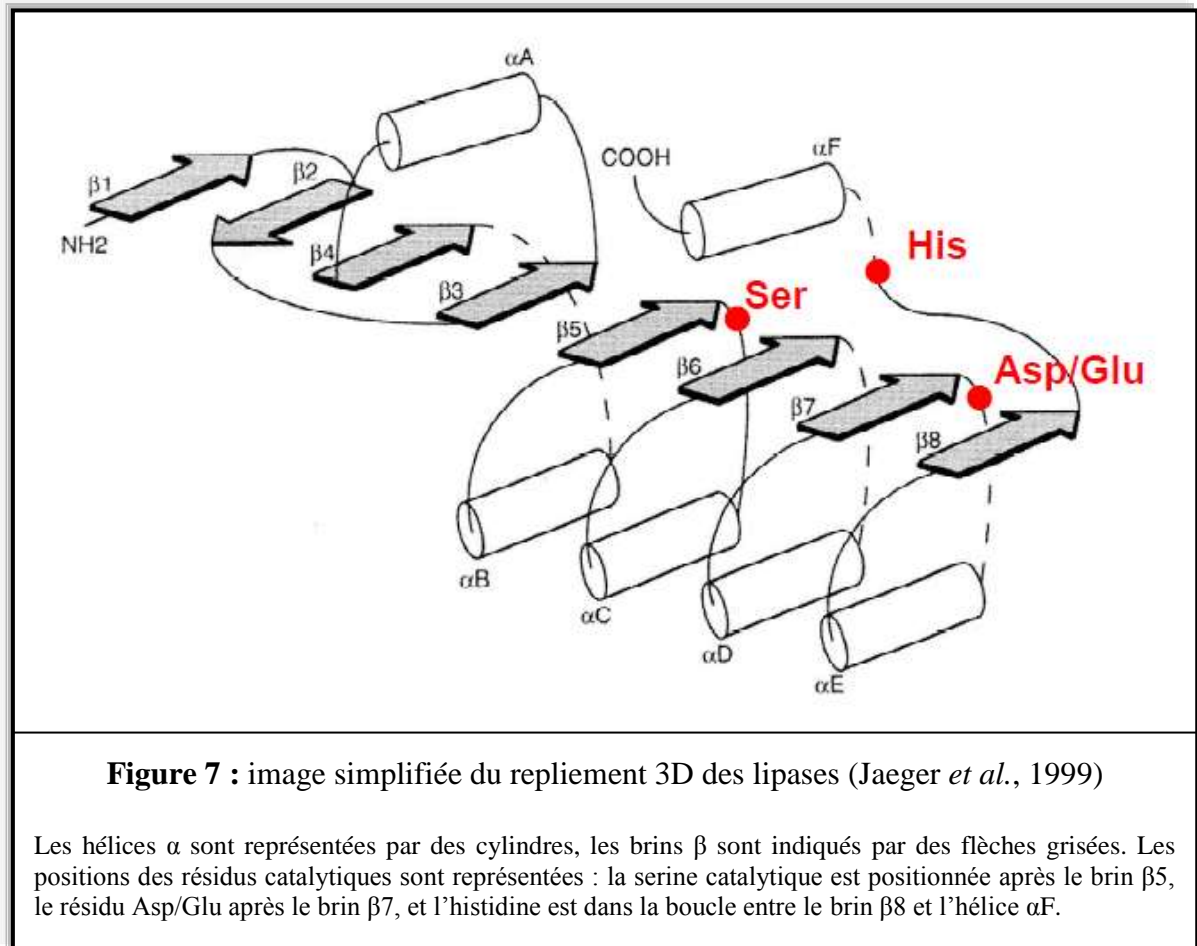 αA
αF
COOH
β1
β2
NH2
β4
β3
His
Ser
β5
β6
Asp/Glu
β7
β8
αB
αC
αD
αE
Figure 7 : image simplifiée du repliement 3D des lipases (Jaeger et al., 1999)
Les hélices α sont représentées par des cylindres, les brins β sont indiqués par des flèches grisées. Les
positions des résidus catalytiques sont représentées : la serine catalytique est positionnée après le brin β5,
le résidu Asp/Glu après le brin β7, et l’histidine est dans la boucle entre le brin β8 et l’hélice αF.